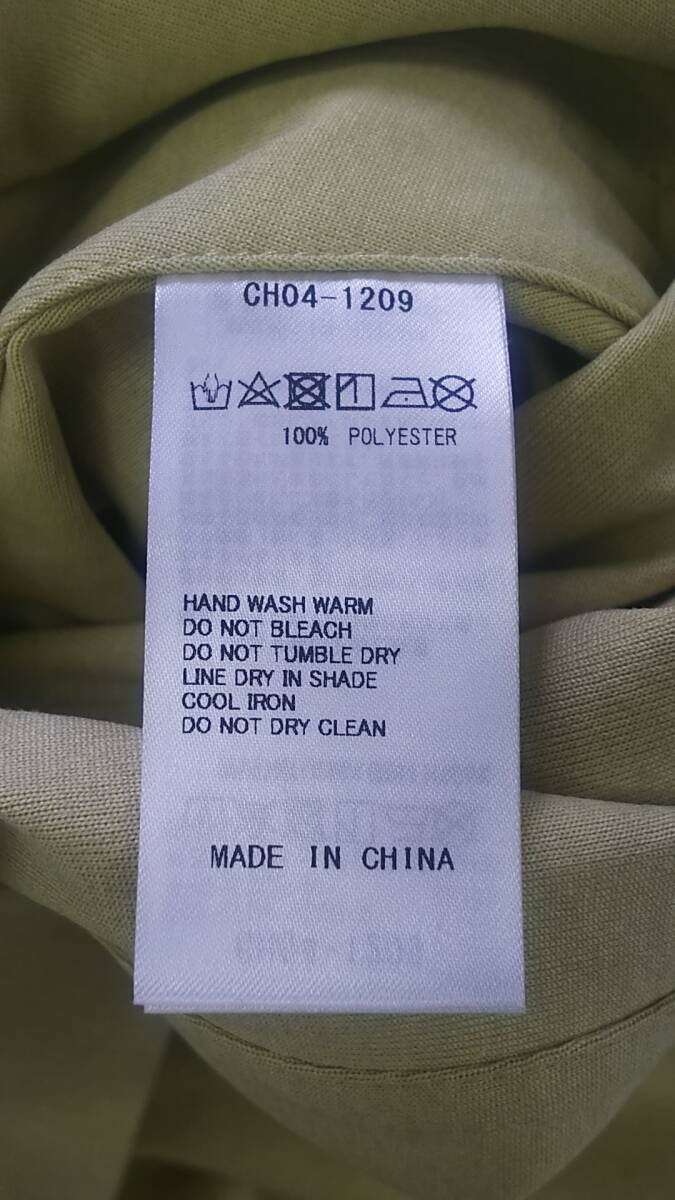 CH04-1209
100% POLYESTER
HAND WASH WARM
DO NOT BLEACH
DO NOT TUMBLE DRY
LINE DRY IN SHADE
COOL IRON
DO NOT DRY CLEAN
MADE IN CHINA